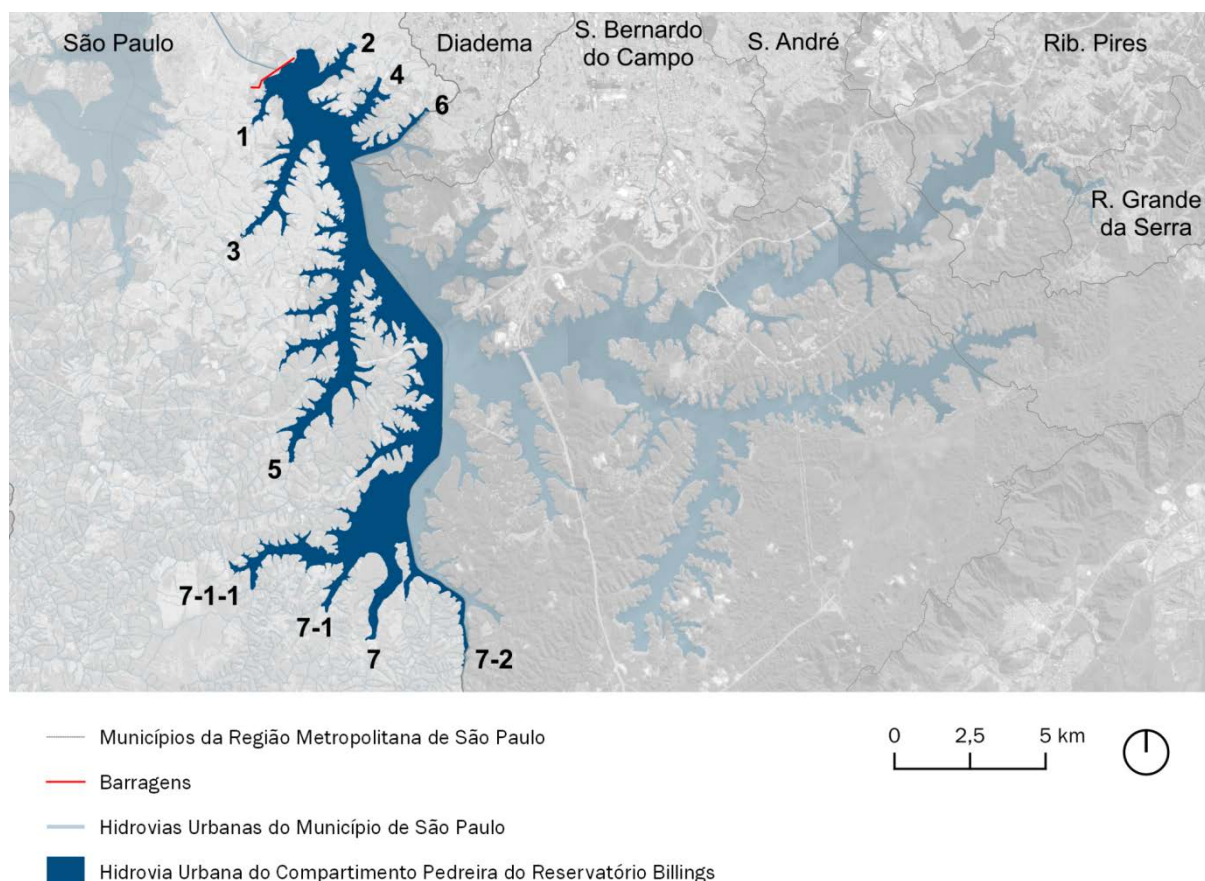 São Paulo
2
Diadema
S. Bernardo
do Campo
S. André
Rib. Pires
4
6
1
R. Grande
da Serra
3
5
7-1-1
7-1
7
7-2
Municípios da Região Metropolitana de São Paulo
0 2,5 5 km
Barragens
Hidrovias Urbanas do Município de São Paulo
Hidrovia Urbana do Compartimento Pedreira do Reservatório Billings